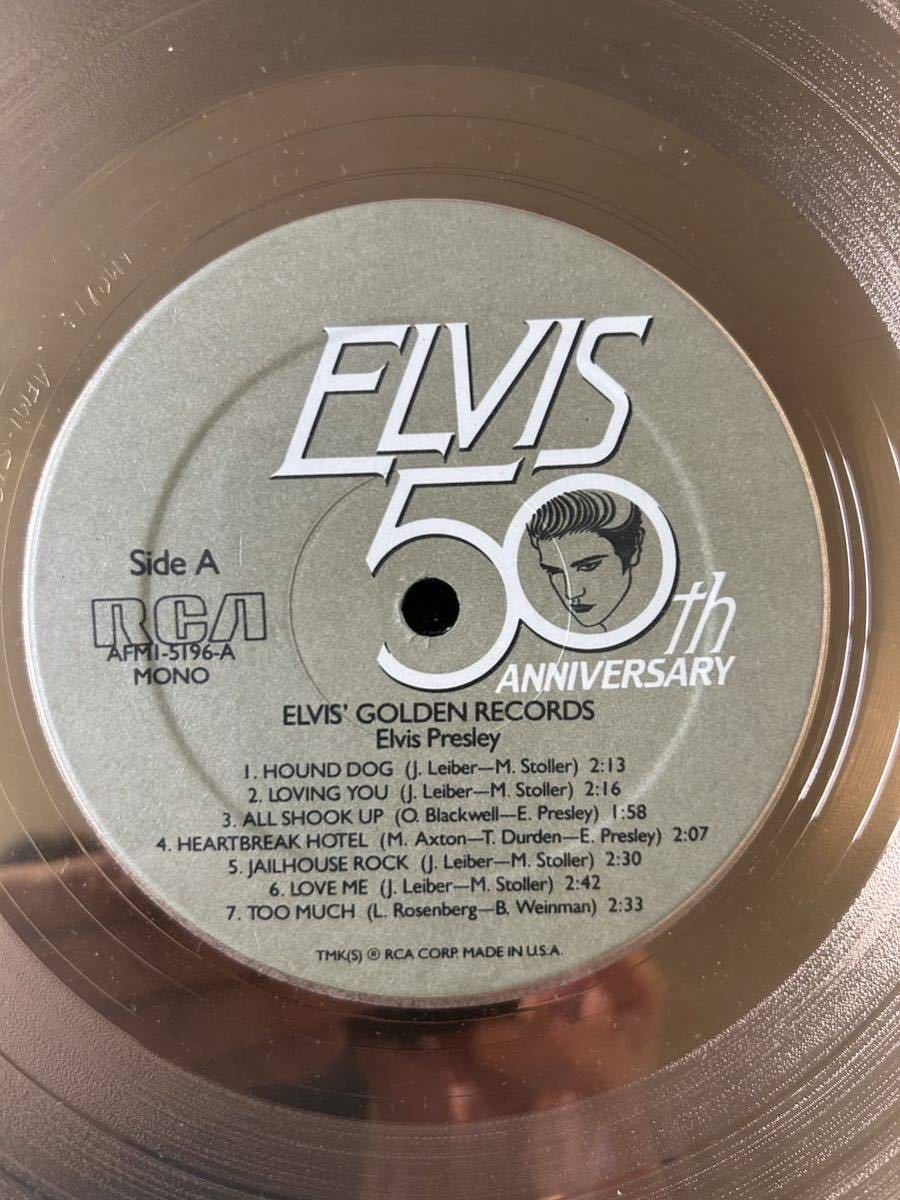 ELVIS
50th
ANNIVERSARY
Side A
RCA
AFM1-5196-A
MONO
ELVIS' GOLDEN RECORDS
Elvis Presley
1. HOUND DOG (J. Leiber—M. Stoller) 2:13
2. LOVING YOU (J. Leiber—M. Stoller) 2:16
3. ALL SHOOK UP (O. Blackwell—E. Presley) 1:58
4. HEARTBREAK HOTEL (M. Axton—T. Durden—E. Presley) 2:07
5. JAILHOUSE ROCK (J. Leiber—M. Stoller) 2:30
6. LOVE ME (J. Leiber—M. Stoller) 2:42
7. TOO MUCH (L. Rosenberg—B. Weinman) 2:33
TMK(S) ® RCA CORP. MADE IN U.S.A.